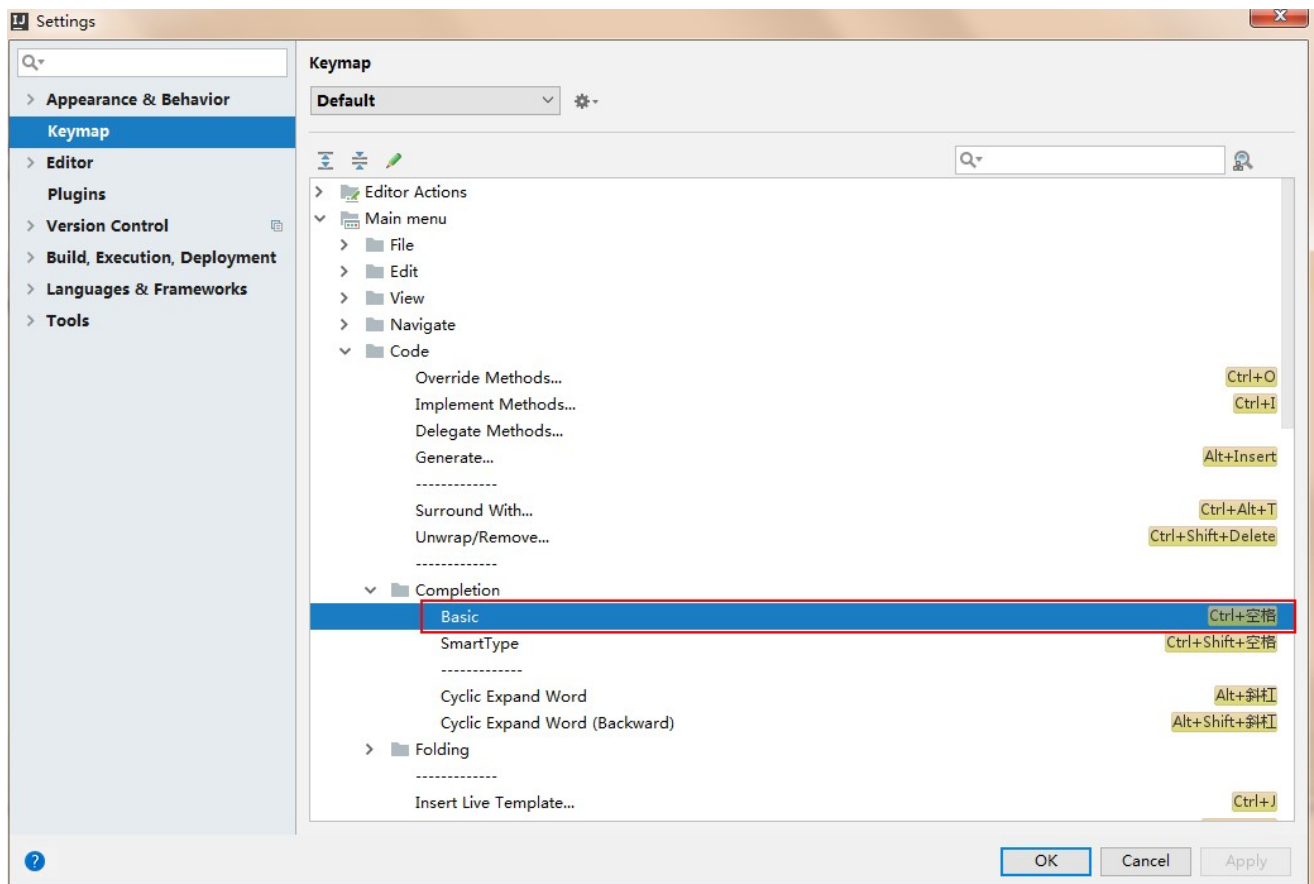 Settings
Appearance & Behavior
Keymap
Editor
Plugins
Version Control
Build, Execution, Deployment
Languages & Frameworks
Tools
Keymap
Default
Editor Actions
Main menu
File
Edit
View
Navigate
Code
Override Methods... Ctrl+O
Implement Methods... Ctrl+I
Delegate Methods...
Generate... Alt+Insert
-------------
Surround With... Ctrl+Alt+T
Unwrap/Remove... Ctrl+Shift+Delete
-------------
Completion
Basic Ctrl+空格
SmartType Ctrl+Shift+空格
-------------
Cyclic Expand Word Alt+斜杠
Cyclic Expand Word (Backward) Alt+Shift+斜杠
Folding
-------------
Insert Live Template... Ctrl+J
? OK Cancel Apply